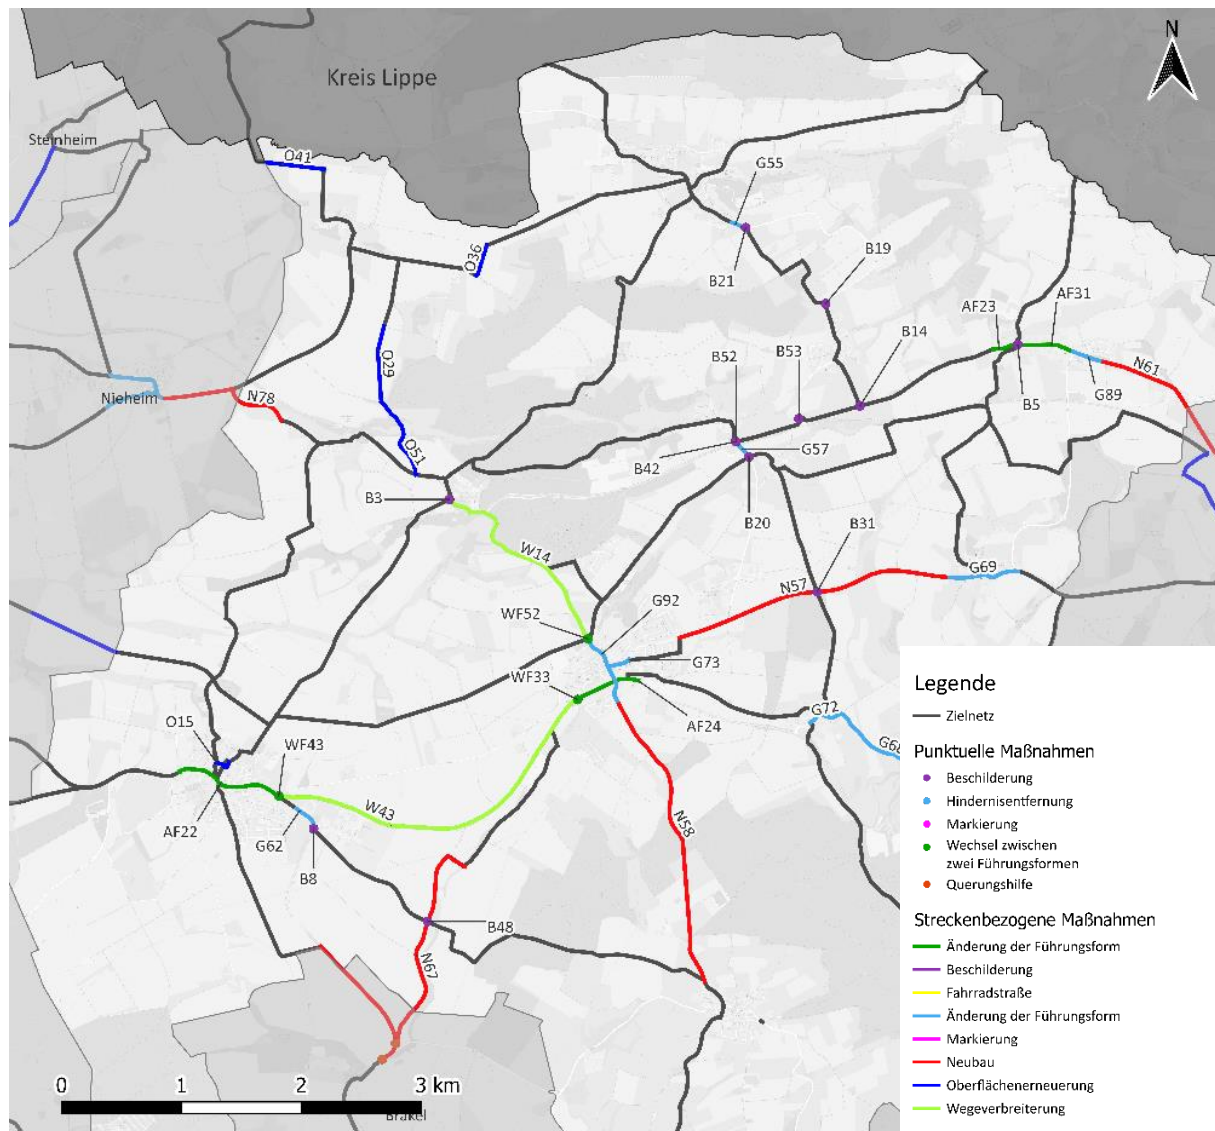 N
Kreis Lippe
Steinheim
O41
G55
O36
B19
B21
AF31
AF23
B14
B53
B52
O29
N61
Nieheim
N78
G89
B5
O51
G57
B42
B3
B20
B31
W14
G69
N57
G92
WF52
G73
WF33
AF24
G72
O15
WF43
G68
W43
N58
AF22
G62
B8
B48
N67
0 1 2 3 km
Brakel
Legende
Zielnetz
Punktuelle Maßnahmen
Beschilderung
Hindernisentfernung
Markierung
Wechsel zwischen
zwei Führungsformen
Querungshilfe
Streckenbezogene Maßnahmen
Änderung der Führungsform
Beschilderung
Fahrradstraße
Änderung der Führungsform
Markierung
Neubau
Oberflächenerneuerung
Wegeverbreiterung